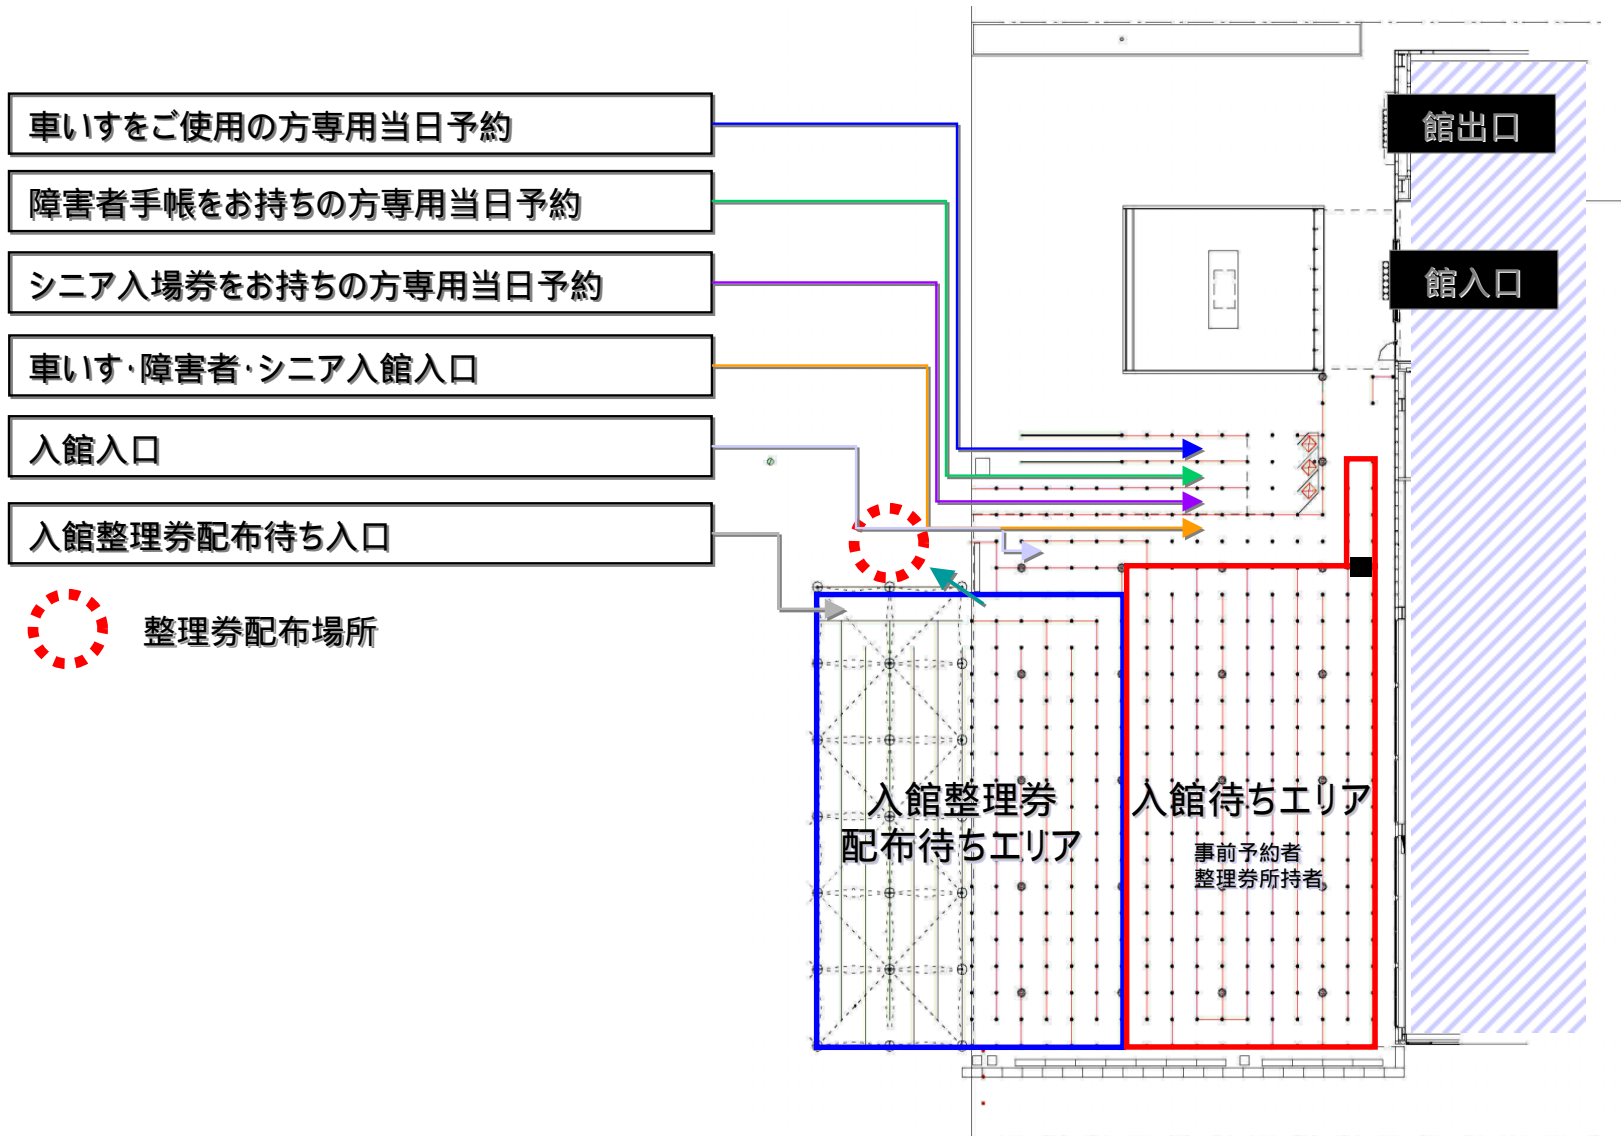 車いすをご使用の方専用当日予約
障害者手帳をお持ちの方専用当日予約
シニア入場券をお持ちの方専用当日予約
車いす・障害者・シニア入館入口
入館入口
入館整理券配布待ち入口
整理券配布場所
館出口
館入口
入館整理券
配布待ちエリア
入館待ちエリア
事前予約者
整理券所持者